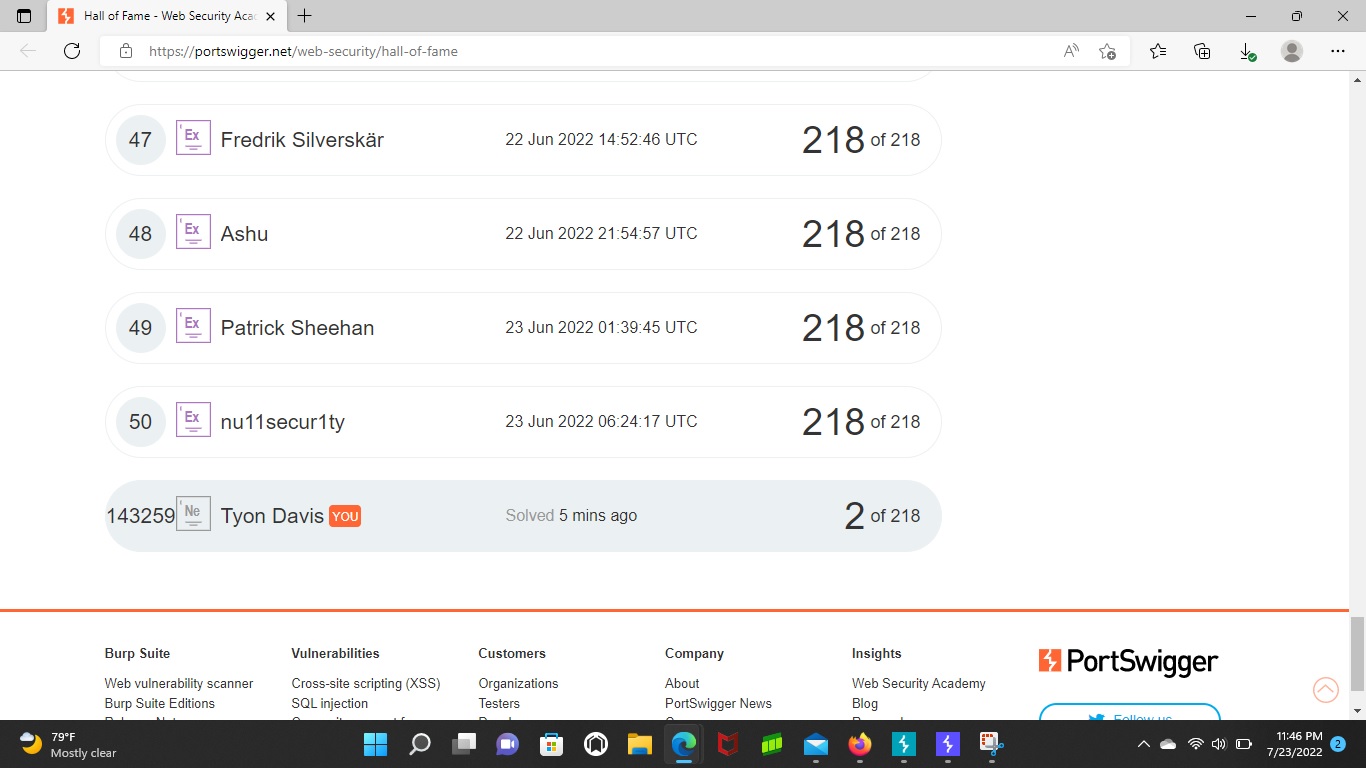 Hall of Fame - Web Security Aca
https://portswigger.net/web-security/hall-of-fame
47 Ex Fredrik Silverskär 22 Jun 2022 14:52:46 UTC 218 of 218
48 Ex Ashu 22 Jun 2022 21:54:57 UTC 218 of 218
49 Ex Patrick Sheehan 23 Jun 2022 01:39:45 UTC 218 of 218
50 Ex nu11secur1ty 23 Jun 2022 06:24:17 UTC 218 of 218
143259 Ne Tyon Davis YOU Solved 5 mins ago 2 of 218
Burp Suite Vulnerabilities Customers Company Insights PortSwigger
Web vulnerability scanner Cross-site scripting (XSS) Organizations About Web Security Academy
Burp Suite Editions SQL injection Testers PortSwigger News Blog
Follow us
79°F
Mostly clear
11:46 PM
7/23/2022
2